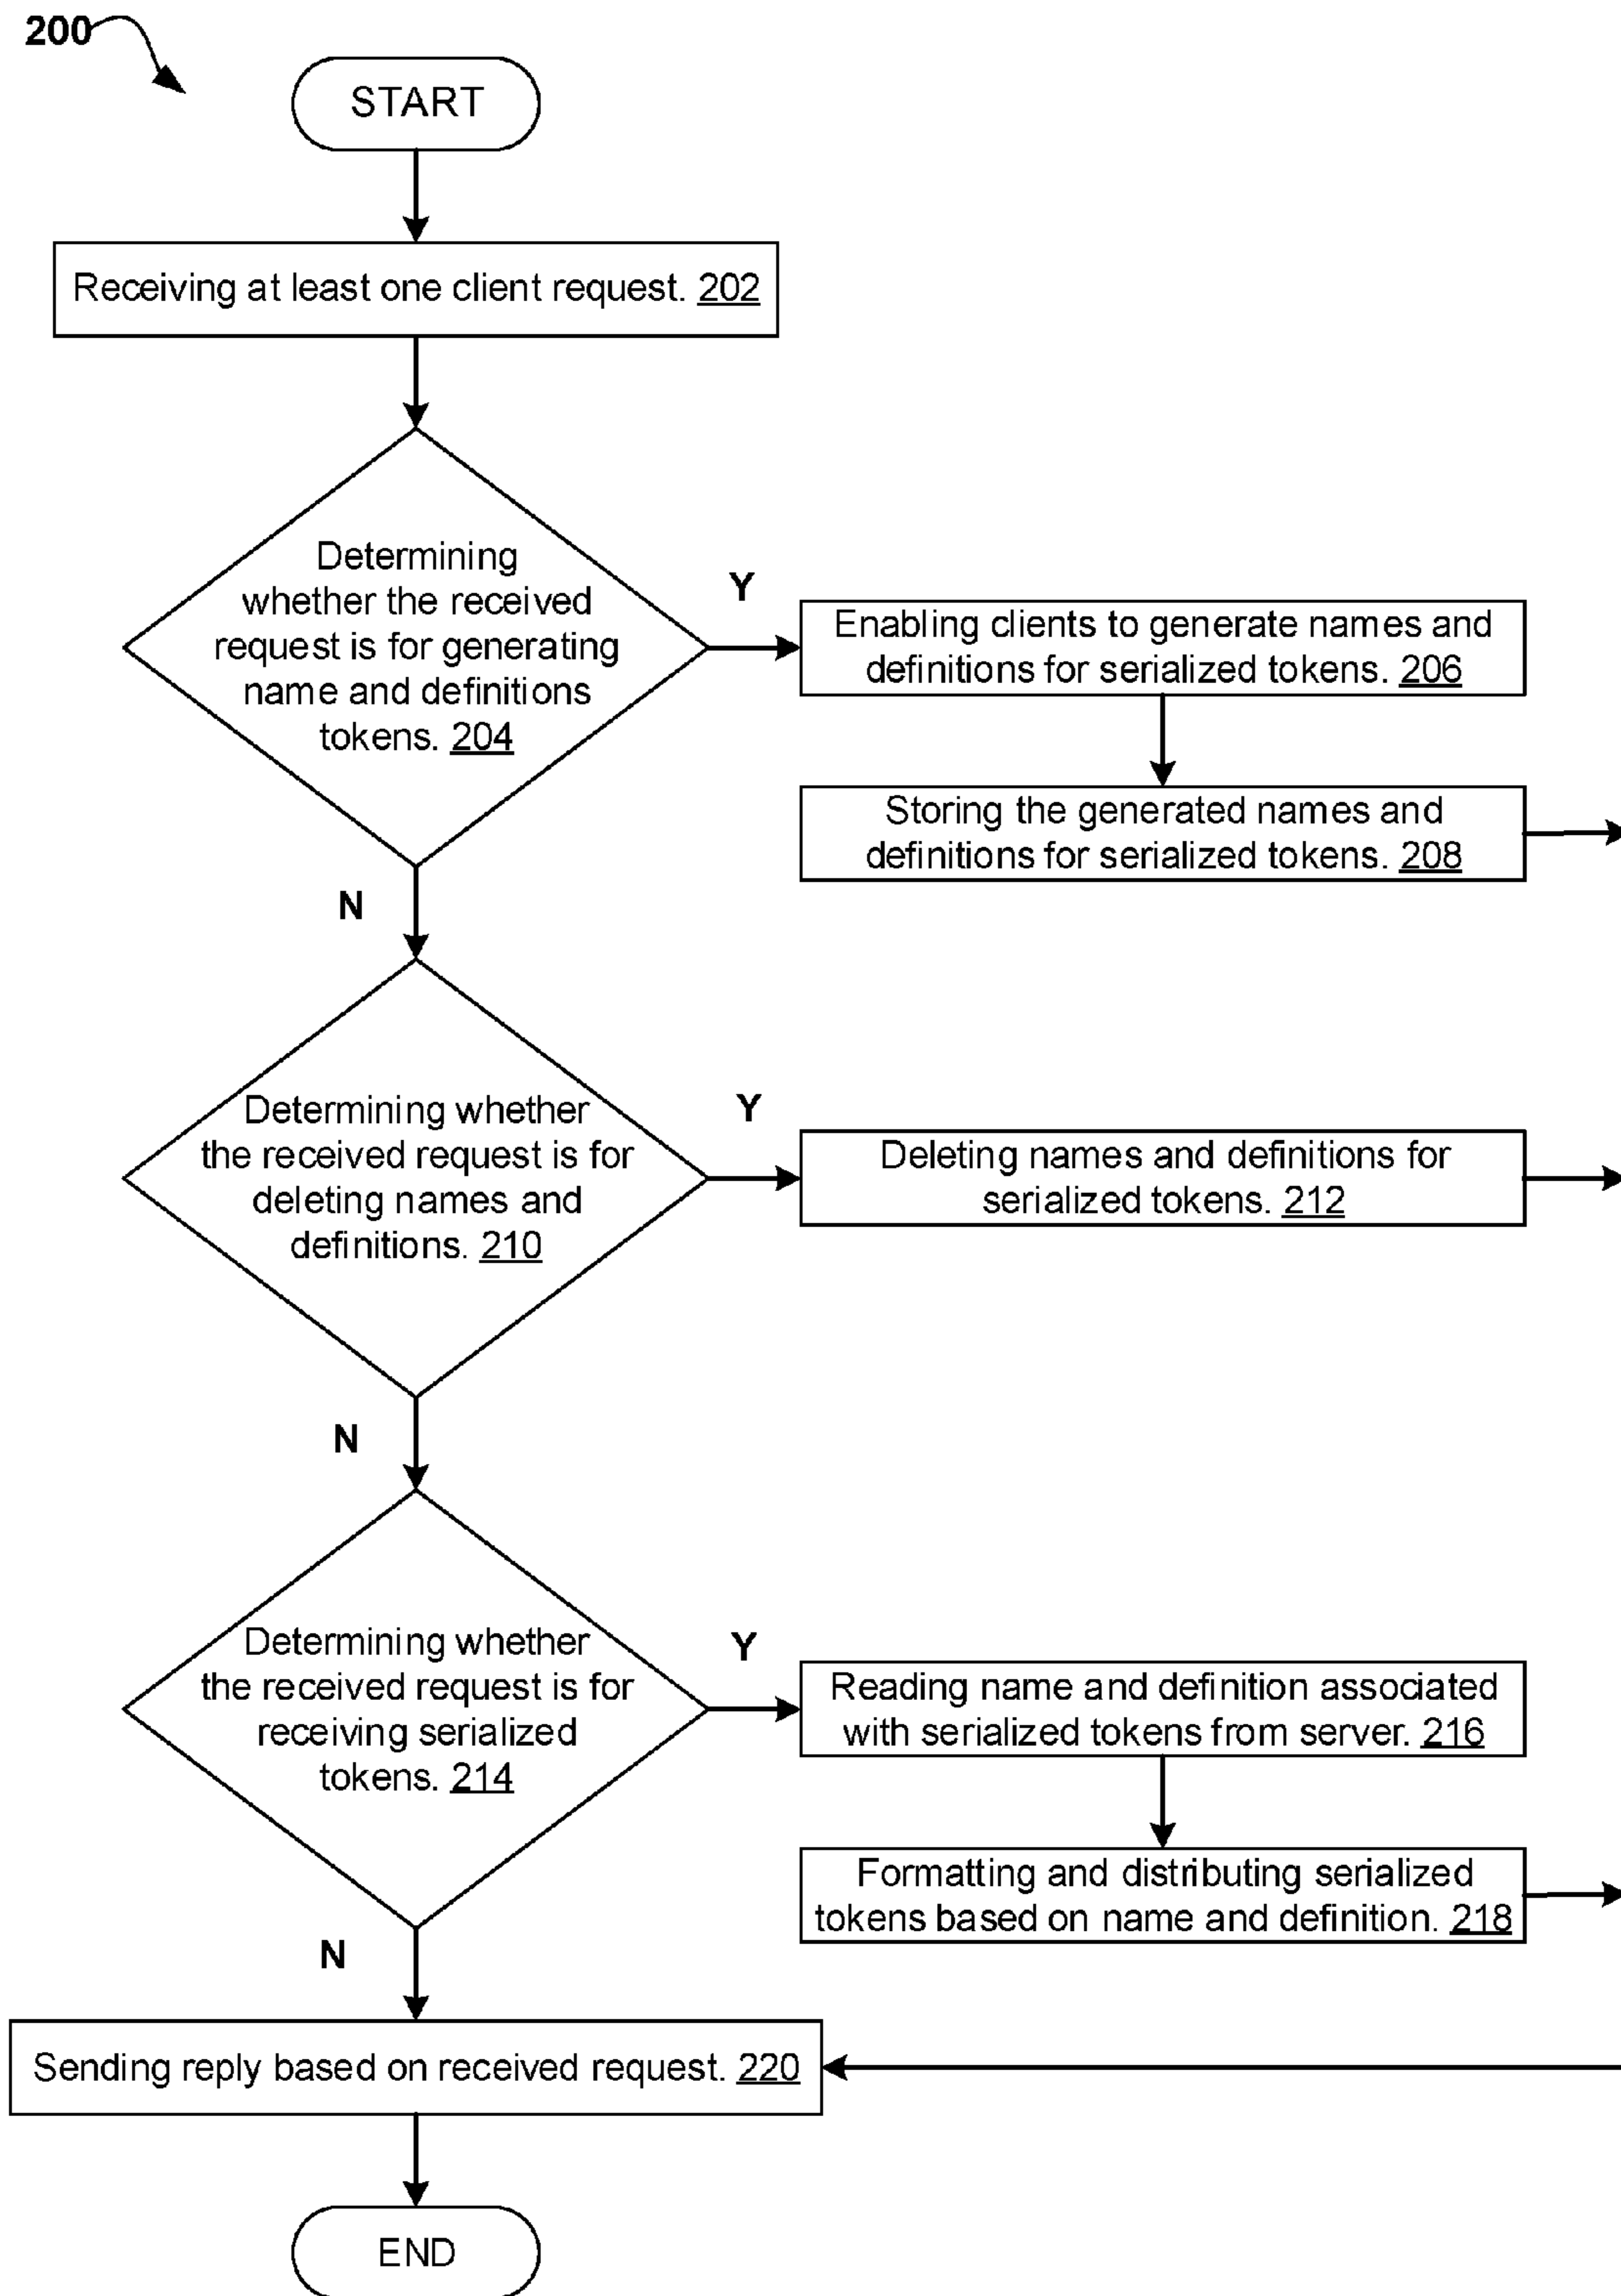 200
START
Receiving at least one client request. 202
Determining
whether the received
request is for generating
name and definitions
tokens. 204
Y
Enabling clients to generate names and
definitions for serialized tokens. 206
Storing the generated names and
definitions for serialized tokens. 208
N
Determining whether
the received request is for
deleting names and
definitions. 210
Y
Deleting names and definitions for
serialized tokens. 212
N
Determining whether
the received request is for
receiving serialized
tokens. 214
Y
Reading name and definition associated
with serialized tokens from server. 216
Formatting and distributing serialized
tokens based on name and definition. 218
N
Sending reply based on received request. 220
END